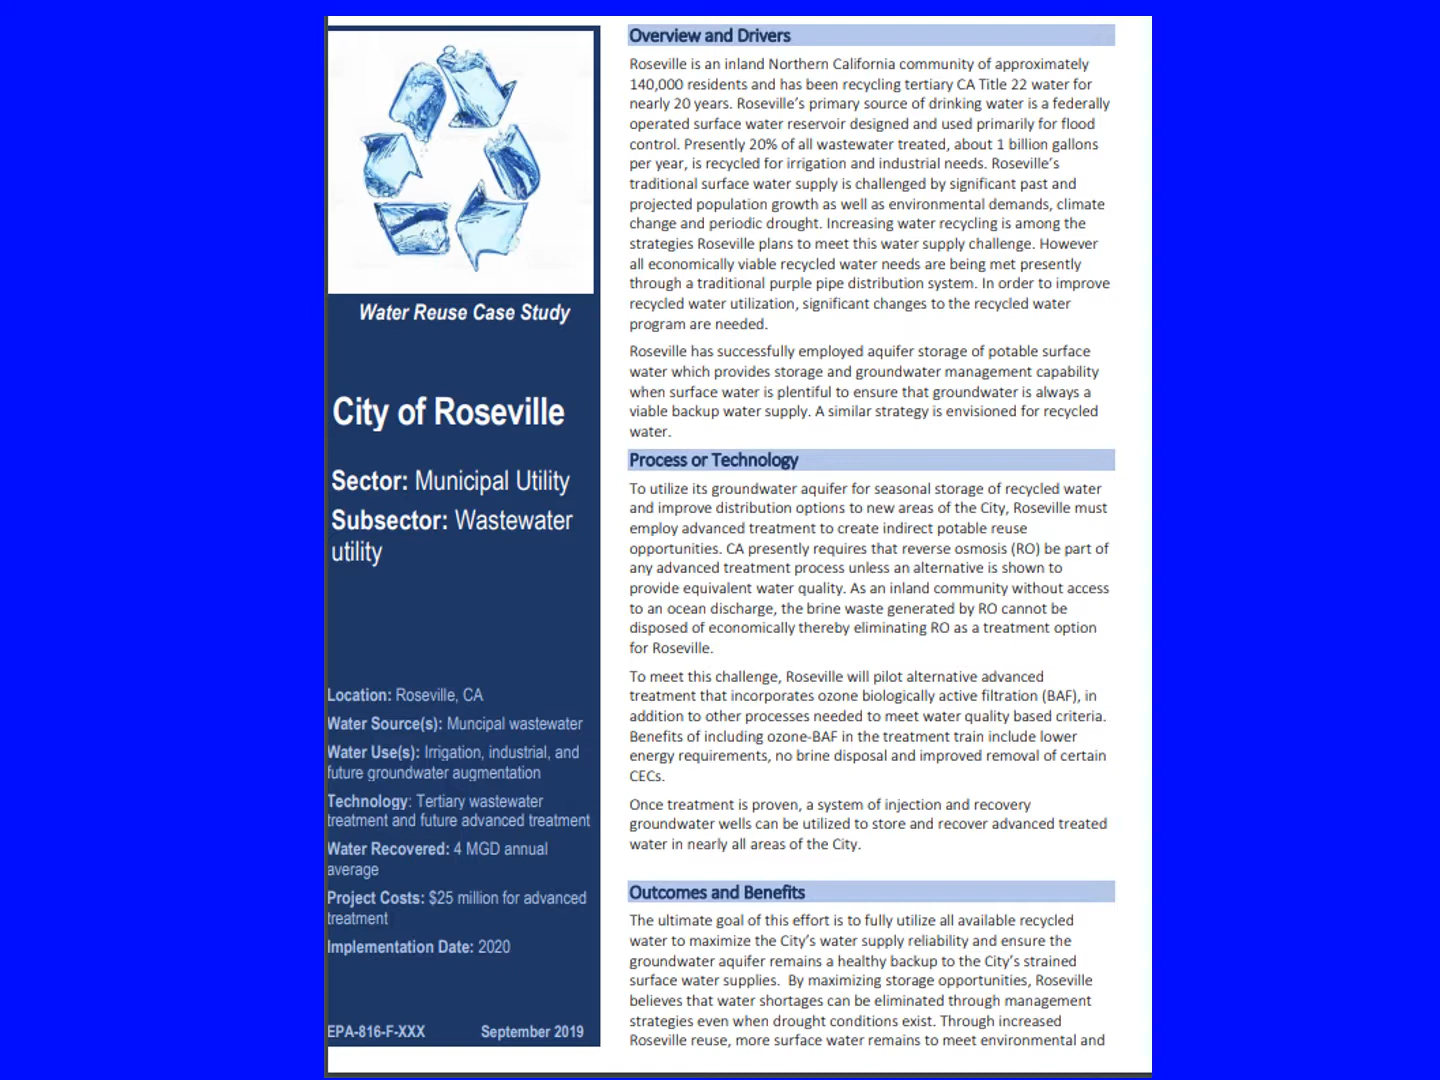 Water Reuse Case Study
City of Roseville
Sector: Municipal Utility
Subsector: Wastewater
utility
Location: Roseville, CA
Water Source(s): Muncipal wastewater
Water Use(s): Irrigation, industrial, and
future groundwater augmentation
Technology: Tertiary wastewater
treatment and future advanced treatment
Water Recovered: 4 MGD annual
average
Project Costs: $25 million for advanced
treatment
Implementation Date: 2020
EPA-816-F-XXX September 2019
Overview and Drivers
Roseville is an inland Northern California community of approximately
140,000 residents and has been recycling tertiary CA Title 22 water for
nearly 20 years. Roseville's primary source of drinking water is a federally
operated surface water reservoir designed and used primarily for flood
control. Presently 20% of all wastewater treated, about 1 billion gallons
per year, is recycled for irrigation and industrial needs. Roseville's
traditional surface water supply is challenged by significant past and
projected population growth as well as environmental demands, climate
change and periodic drought. Increasing water recycling is among the
strategies Roseville plans to meet this water supply challenge. However
all economically viable recycled water needs are being met presently
through a traditional purple pipe distribution system. In order to improve
recycled water utilization, significant changes to the recycled water
program are needed.
Roseville has successfully employed aquifer storage of potable surface
water which provides storage and groundwater management capability
when surface water is plentiful to ensure that groundwater is always a
viable backup water supply. A similar strategy is envisioned for recycled
water.
Process or Technology
To utilize its groundwater aquifer for seasonal storage of recycled water
and improve distribution options to new areas of the City, Roseville must
employ advanced treatment to create indirect potable reuse
opportunities. CA presently requires that reverse osmosis (RO) be part of
any advanced treatment process unless an alternative is shown to
provide equivalent water quality. As an inland community without access
to an ocean discharge, the brine waste generated by RO cannot be
disposed of economically thereby eliminating RO as a treatment option
for Roseville.
To meet this challenge, Roseville will pilot alternative advanced
treatment that incorporates ozone biologically active filtration (BAF), in
addition to other processes needed to meet water quality based criteria.
Benefits of including ozone-BAF in the treatment train include lower
energy requirements, no brine disposal and improved removal of certain
CECs.
Once treatment is proven, a system of injection and recovery
groundwater wells can be utilized to store and recover advanced treated
water in nearly all areas of the City.
Outcomes and Benefits
The ultimate goal of this effort is to fully utilize all available recycled
water to maximize the City's water supply reliability and ensure the
groundwater aquifer remains a healthy backup to the City's strained
surface water supplies. By maximizing storage opportunities, Roseville
believes that water shortages can be eliminated through management
strategies even when drought conditions exist. Through increased
Roseville reuse, more surface water remains to meet environmental and